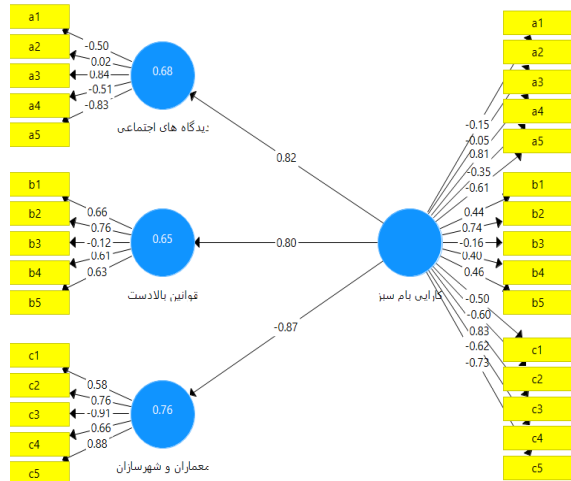 a1
a2
a3
a4
a5
-0.50
0.02
0.84
-0.51
-0.83
0.68
دیدگاه های اجتماعی
0.82
b1
b2
b3
b4
b5
0.66
0.76
-0.12
0.61
0.63
0.65
قوانین بالادست
0.80
c1
c2
c3
c4
c5
0.58
0.76
-0.91
0.66
0.88
0.76
معماران و شهرسازان
-0.87
کارایی بام سبز
-0.15
-0.05
0.81
-0.35
-0.61
0.44
0.74
-0.16
0.40
0.46
-0.50
-0.60
0.83
-0.62
-0.73
a1
a2
a3
a4
a5
b1
b2
b3
b4
b5
c1
c2
c3
c4
c5